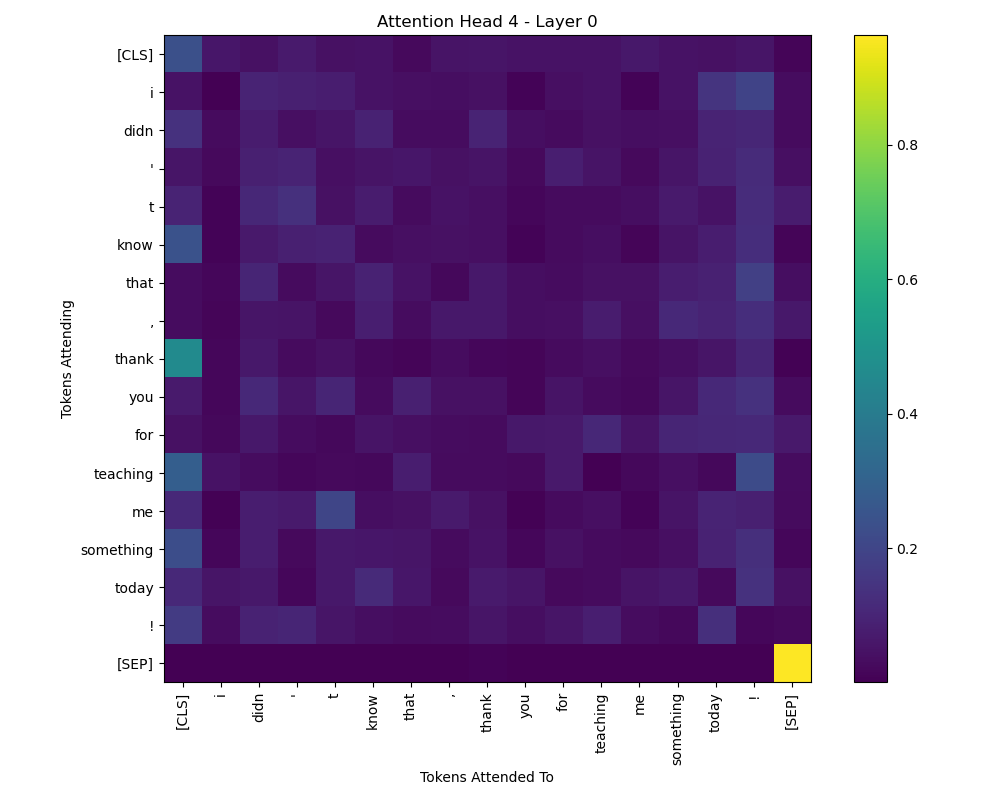 Attention Head 4 - Layer 0
[CLS]
i
didn
'
t
know
that
,
thank
you
for
teaching
me
something
today
!
[SEP]
Tokens Attending
[CLS]
i
didn
'
t
know
that
,
thank
you
for
teaching
me
something
today
!
[SEP]
Tokens Attended To
0.8
0.6
0.4
0.2